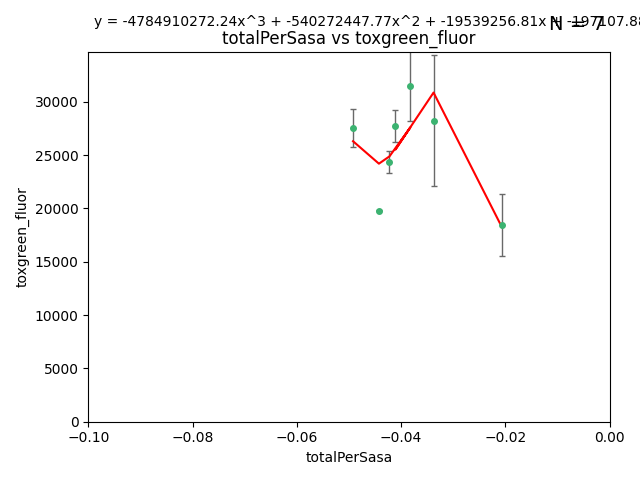 y = -4784910272.24x^3 + -540272447.77x^2 + -19539256.81x + -197107.88
N = 7
totalPerSasa vs toxgreen_fluor
30000
25000
20000
15000
10000
5000
0
toxgreen_fluor
−0.10 −0.08 −0.06 −0.04 −0.02 0.00
totalPerSasa